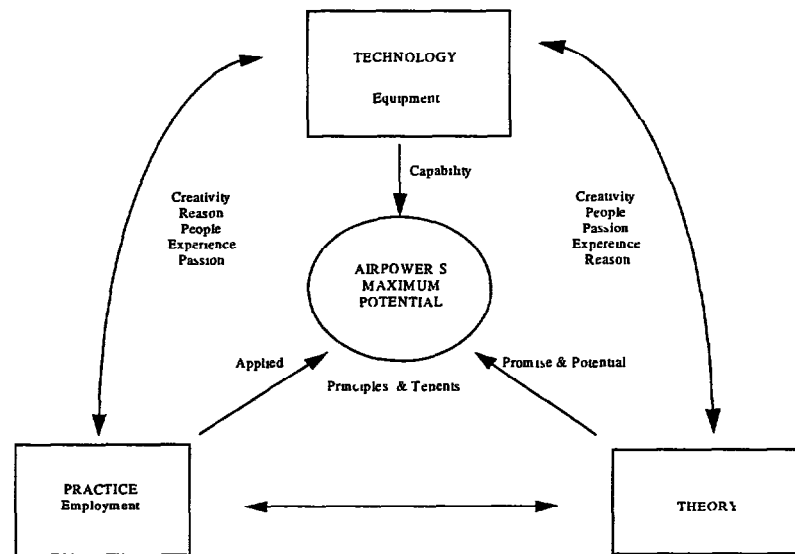 TECHNOLOGY
Equipment
Capability
Creativity
Reason
People
Experience
Passion
Creativity
People
Passion
Expereince
Reason
AIRPOWER S
MAXIMUM
POTENTIAL
Applied
Promise & Potential
Principles & Tenents
PRACTICE
Employment
THEORY